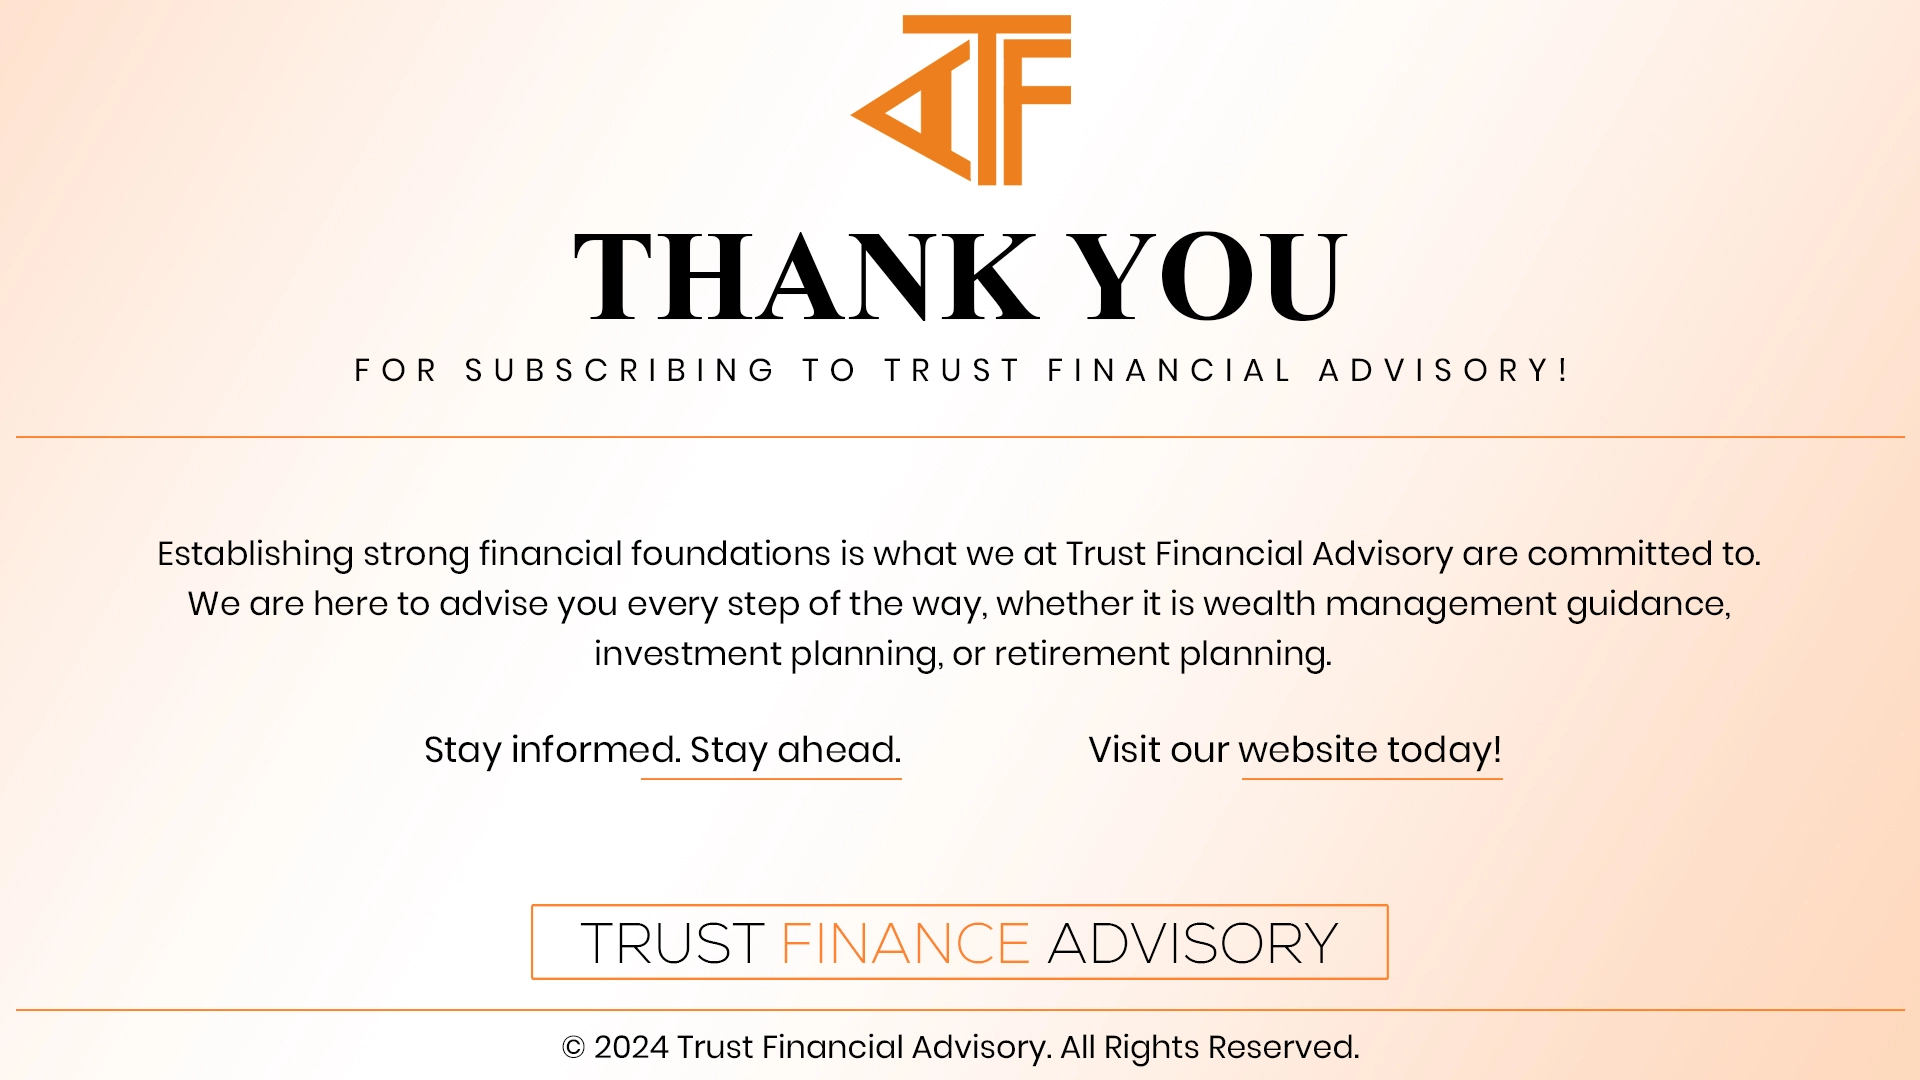 ATF
THANK YOU
FOR SUBSCRIBING TO TRUST FINANCIAL ADVISORY!
Establishing strong financial foundations is what we at Trust Financial Advisory are committed to.
We are here to advise you every step of the way, whether it is wealth management guidance,
investment planning, or retirement planning.
Stay informed. Stay ahead.
Visit our website today!
TRUST FINANCE ADVISORY
© 2024 Trust Financial Advisory. All Rights Reserved.